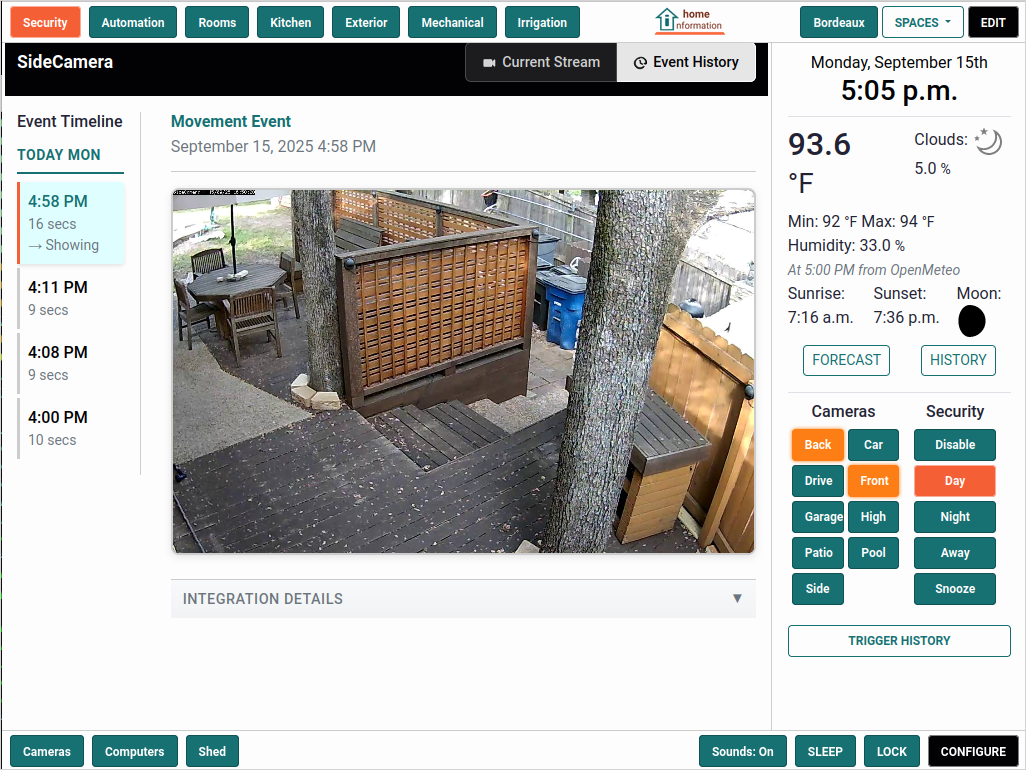 Security Automation Rooms Kitchen Exterior Mechanical Irrigation home nformation Bordeaux SPACES EDIT
SideCamera
Current Stream Event History
Event Timeline
TODAY MON
4:58 PM
16 secs
→ Showing
4:11 PM
9 secs
4:08 PM
9 secs
4:00 PM
10 secs
Movement Event
September 15, 2025 4:58 PM
INTEGRATION DETAILS ▼
Monday, September 15th
5:05 p.m.
93.6 °F
Clouds:
5.0 %
Min: 92 °F Max: 94 °F
Humidity: 33.0 %
At 5:00 PM from OpenMeteo
Sunrise: Sunset: Moon:
7:16 a.m. 7:36 p.m.
FORECAST HISTORY
Cameras Security
Back Car Disable
Drive Front Day
Garage High Night
Patio Pool Away
Side Snooze
TRIGGER HISTORY
Cameras Computers Shed Sounds: On SLEEP LOCK CONFIGURE